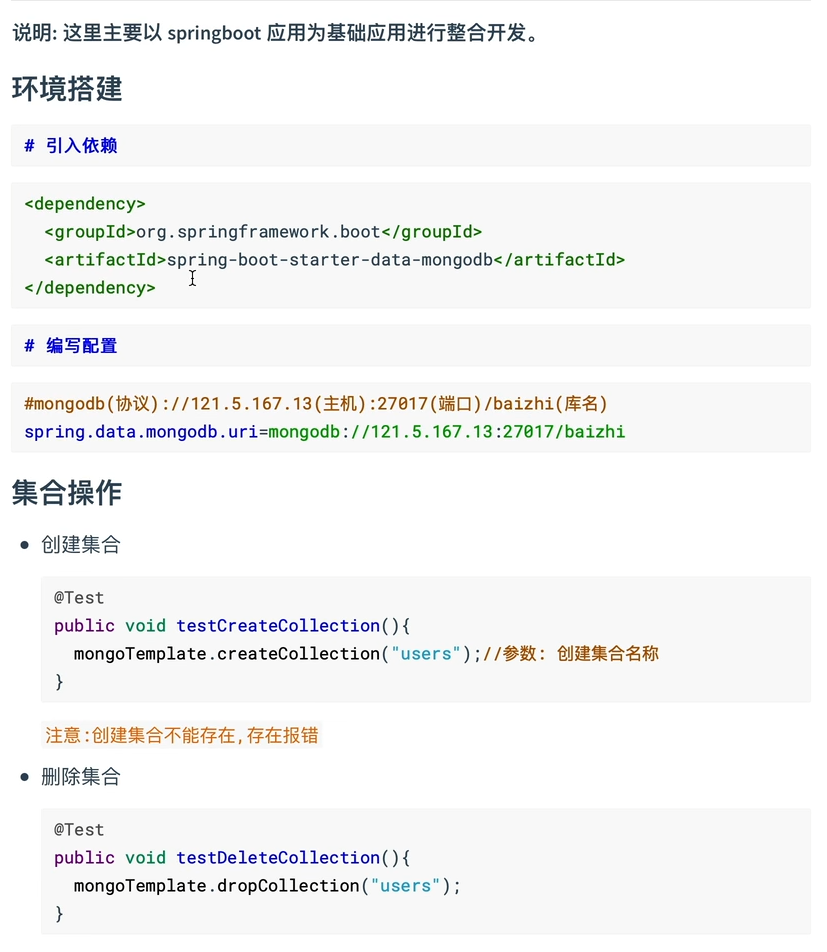 说明: 这里主要以 springboot 应用为基础应用进行整合开发。
环境搭建
# 引入依赖
<dependency>
  <groupId>org.springframework.boot</groupId>
  <artifactId>spring-boot-starter-data-mongodb</artifactId>
</dependency>
# 编写配置
#mongodb(协议)://121.5.167.13(主机):27017(端口)/baizhi(库名)
spring.data.mongodb.uri=mongodb://121.5.167.13:27017/baizhi
集合操作
• 创建集合
@Test
public void testCreateCollection(){
  mongoTemplate.createCollection("users");//参数: 创建集合名称
}
注意:创建集合不能存在,存在报错
• 删除集合
@Test
public void testDeleteCollection(){
  mongoTemplate.dropCollection("users");
}